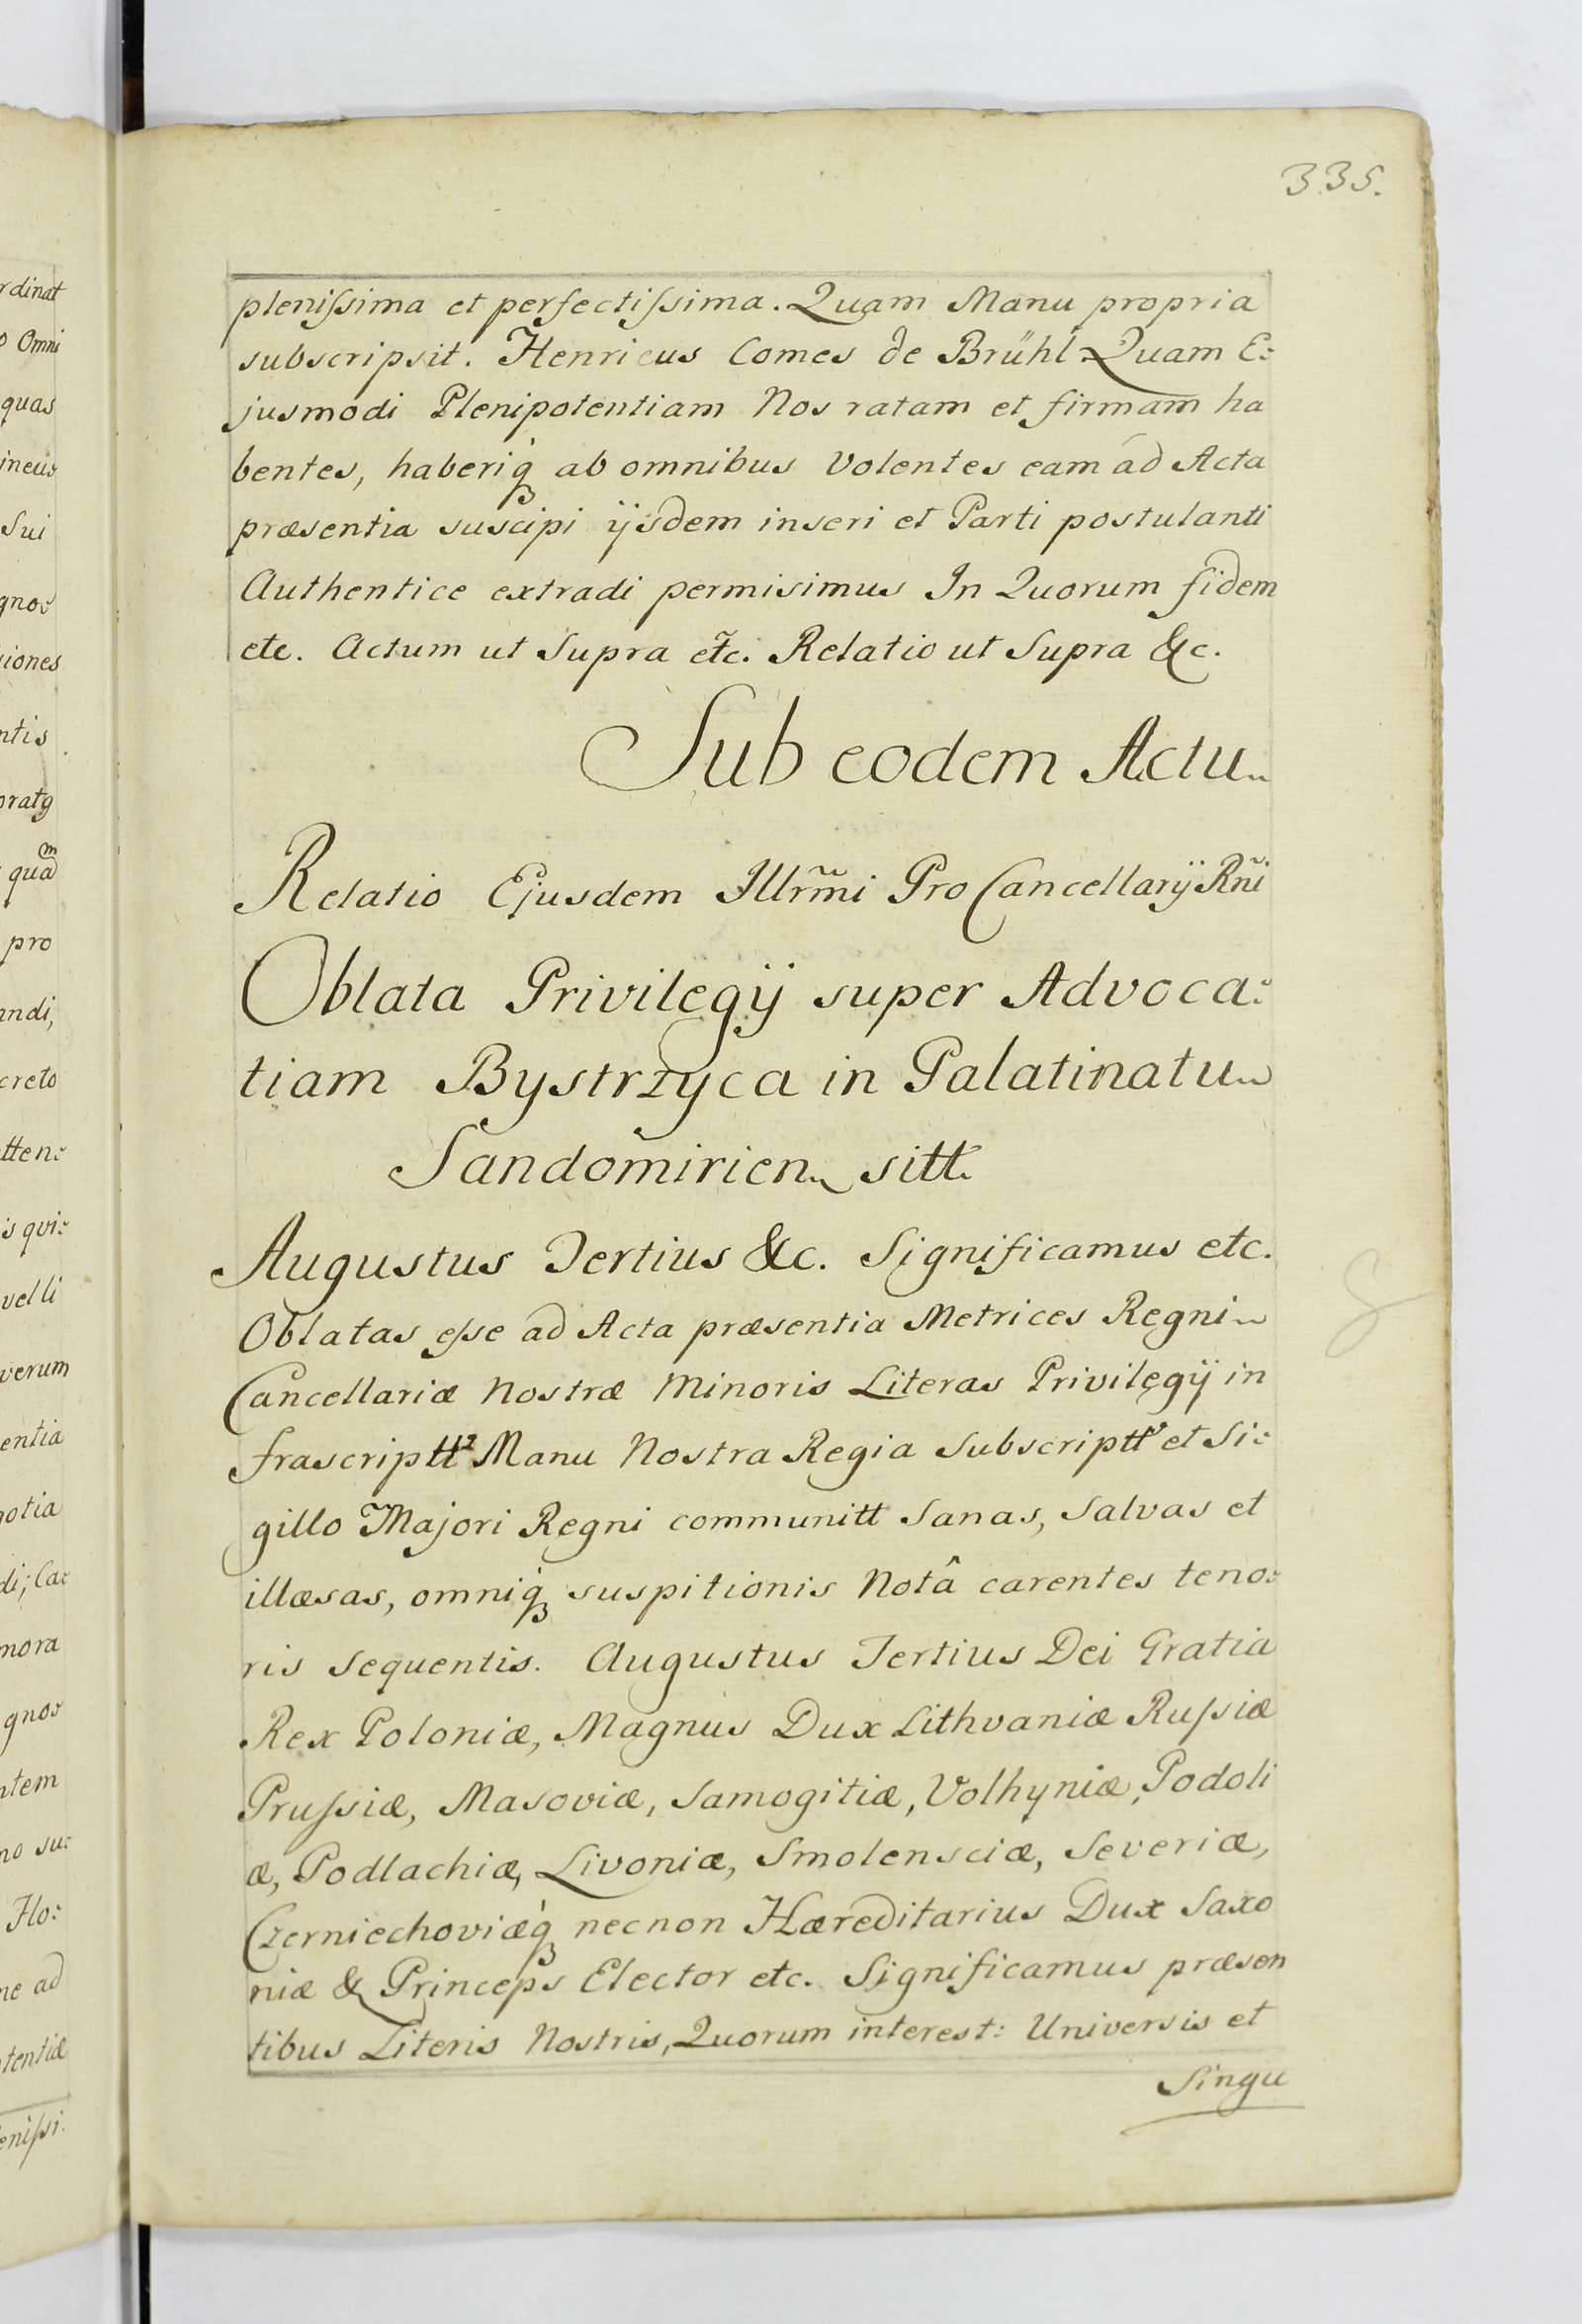 335.
pleniſsima et perfectiſsima. Quam Manu propria
subscripsit. Henricus Comes de Brühl Quam E:
jusmodi Plenipotentiam Nos ratam et firmam ha
bentes, haberiq́ꝫ ab omnibus Volentes eam ád Acta
præsentia suscipi ijsdem inseri et Parti postulanti
Authentice extradi permisimus In Quorum fidem
etc. Actum ut Supra etc̃. Relatio ut Supra &c.
Sub eodem Actu
Relatio Ejusdem Illrm̃i Pro Cancellarij Rñi
Oblata Privilegij super Advoca:
tiam Bystrzyca in Palatinatu
Sandomirien sitt.
Augustus Tertius &c. Significamus etc.
Oblatas eſse ad Acta præsentia Metrices Regni
Cancellariæ Nostræ Minoris Literas Privilegij in
frascriptt Manu Nostra Regia Subscriptt et Si:
gillo Majori Regni communitt Sanas, Salvas et
illæsas, omniq́ꝫ suspitionis Notâ carentes teno:
ris sequentis. Augustus Tertius Dei Gratia
Rex Poloniæ, Magnus Dux Lithvaniæ Ruſsiæ
Pruſsiæ, Masoviæ, Samogitiæ, Volhyniæ, Podoli
æ, Podlachiæ, Livoniæ, Smolensciæ, Severiæ,
Czerniechoviæq́ꝫ necnon Hæreditarius Dux Saxo
niæ & Princeps Elector etc. Significamus præsen
tibus Literis Nostris, Quorum interest: Universis et
Singu